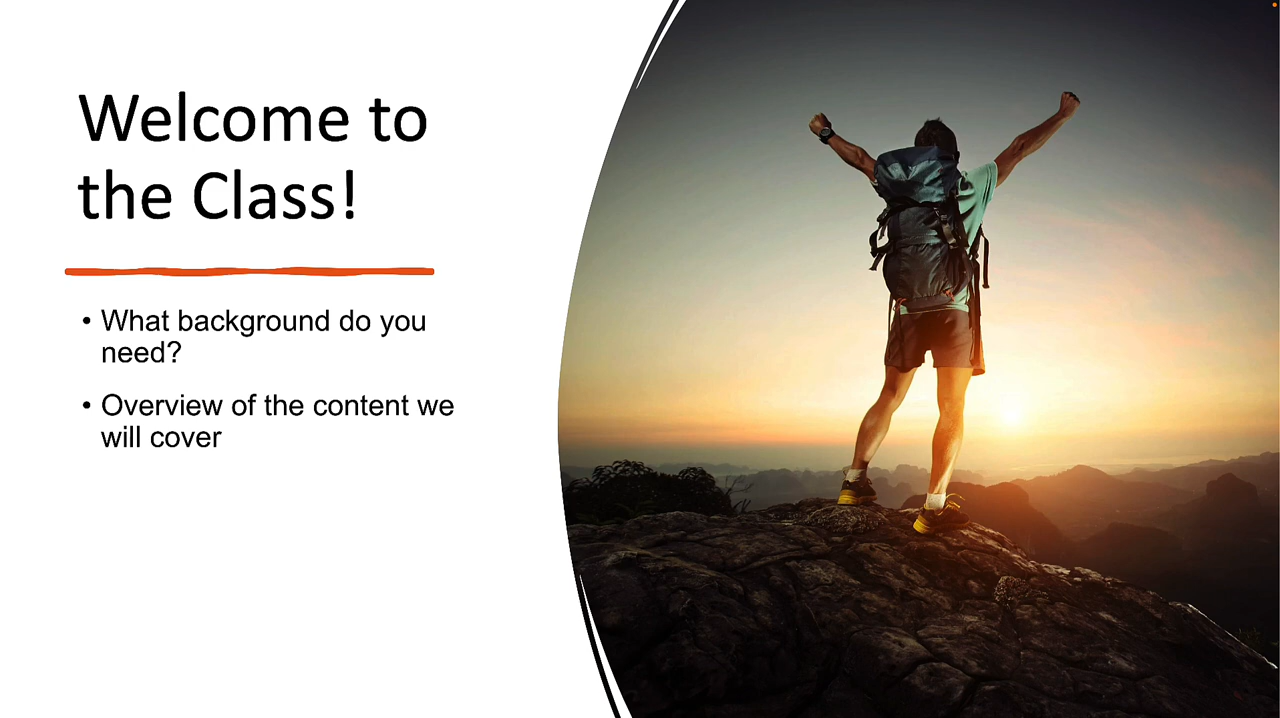 Welcome to
the Class!
• What background do you
need?
• Overview of the content we
will cover